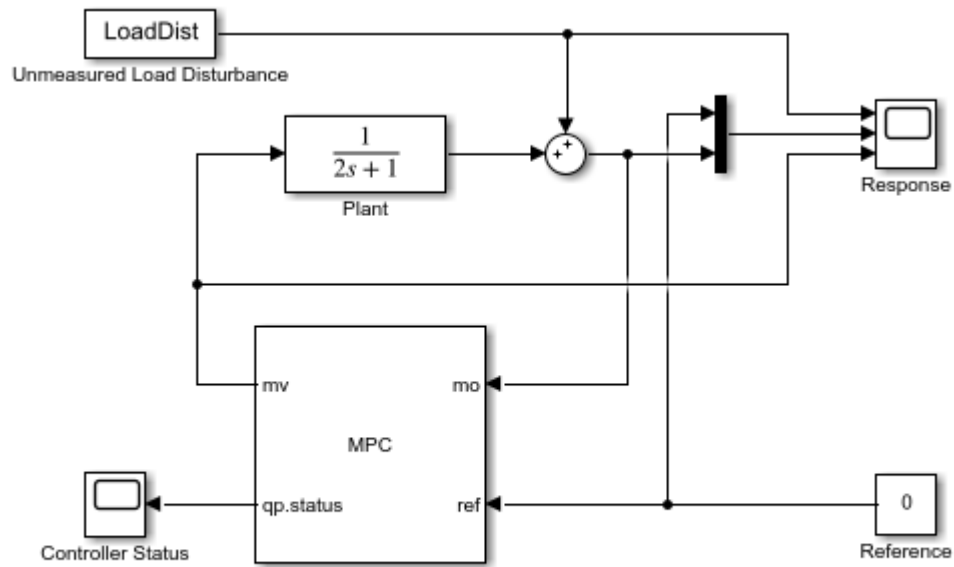 LoadDist
Unmeasured Load Disturbance
1
2s + 1
Plant
+ +
Response
mv
mo
MPC
qp.status
ref
Controller Status
0
Reference